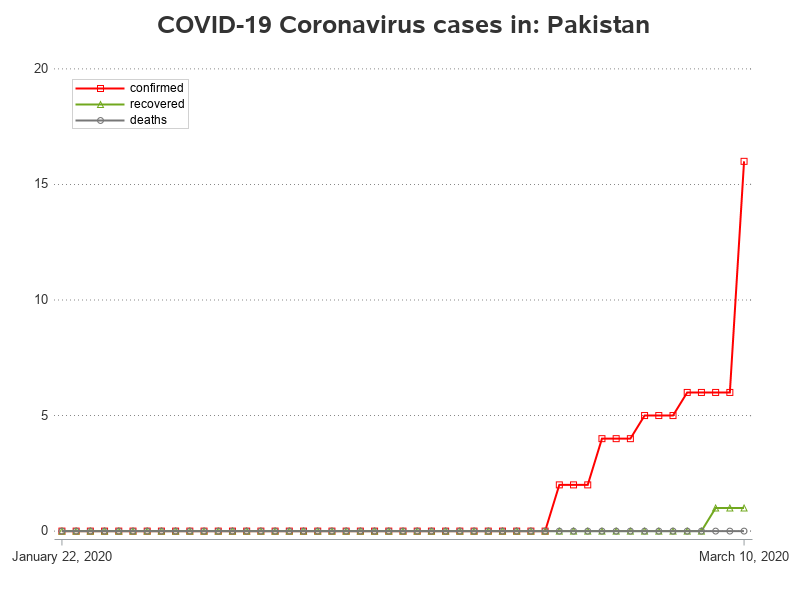 COVID-19 Coronavirus cases in: Pakistan
20
confirmed
recovered
deaths
15
10
5
0
January 22, 2020
March 10, 2020